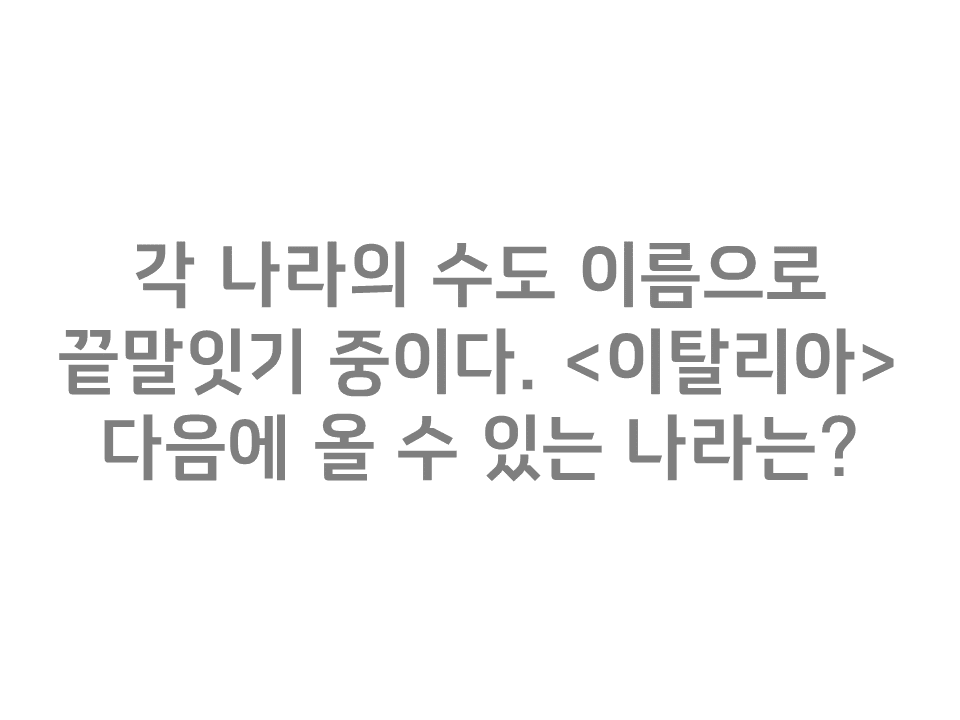 각 나라의 수도 이름으로
끝말잇기 중이다. <이탈리아>
다음에 올 수 있는 나라는?